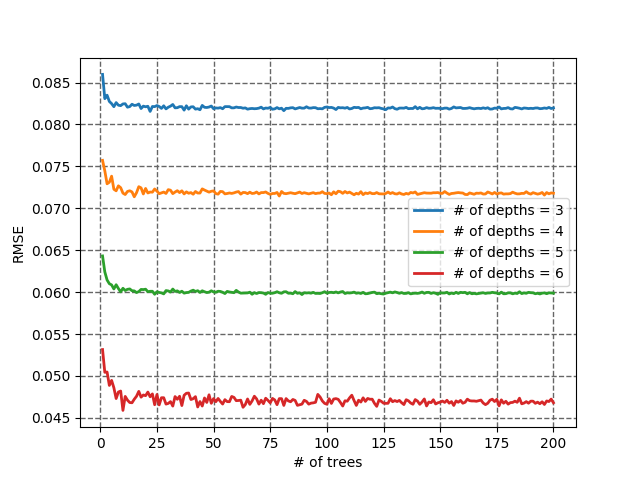 0.085
0.080
0.075
0.070
0.065
0.060
0.055
0.050
0.045
RMSE
# of depths = 3
# of depths = 4
# of depths = 5
# of depths = 6
0 25 50 75 100 125 150 175 200
# of trees